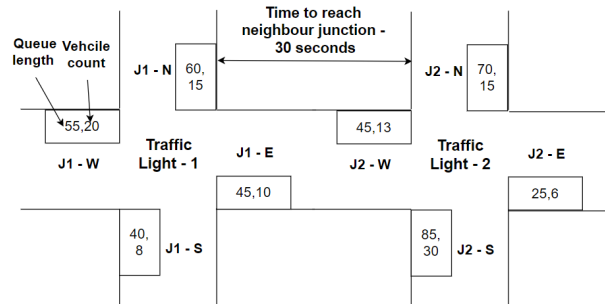 Time to reach
neighbour junction -
30 seconds
Queue
length
Vehcile
count
J1 - N
60,
15
J2 - N
70,
15
55,20
45,13
J1 - W
Traffic
Light - 1
J1 - E
J2 - W
Traffic
Light - 2
J2 - E
45,10
25,6
40,
8
J1 - S
85,
30
J2 - S